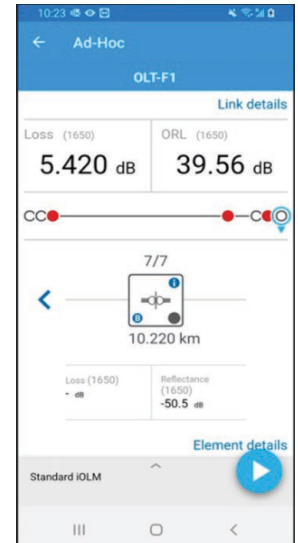 10:23
Ad-Hoc
OLT-F1
Link details
Loss (1650)
ORL (1650)
5.420 dB
39.56 dB
7/7
10.220 km
Loss (1650)
- dB
Reflectance
(1650)
-50.5 dB
Element details
Standard iOLM